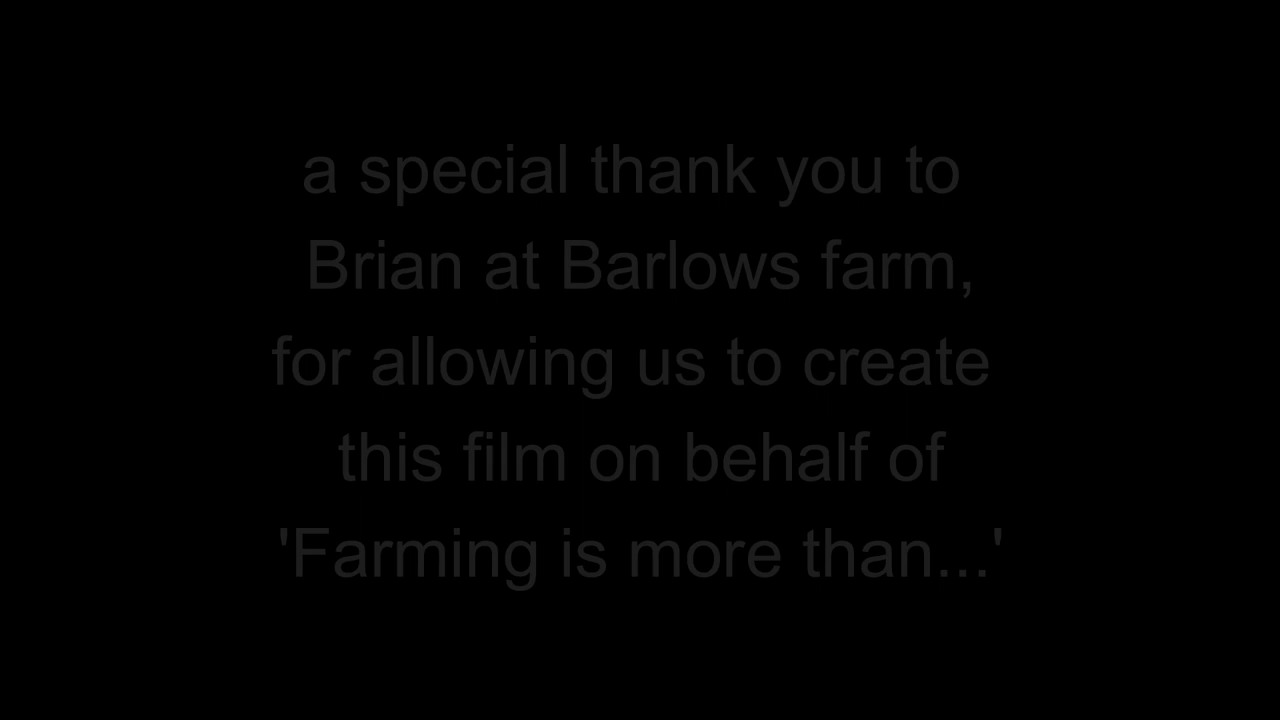 a special thank you to
Brian at Barlows farm,
for allowing us to create
this film on behalf of
'Farming is more than...'